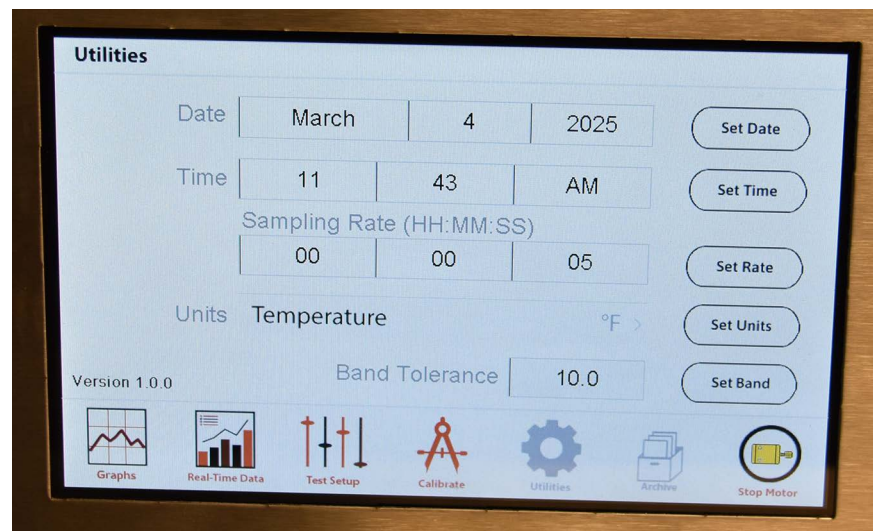 Utilities
Date March 4 2025 Set Date
Time 11 43 AM Set Time
Sampling Rate (HH:MM:SS)
00 00 05 Set Rate
Units Temperature °F > Set Units
Band Tolerance 10.0 Set Band
Version 1.0.0
Graphs Real-Time Data Test Setup Calibrate Utilities Archive Stop Motor